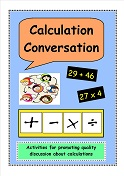 Calculation
Conversation
29 + 46
27 x 4
+ - × ÷
Activities for promoting quality
discussion about calculations